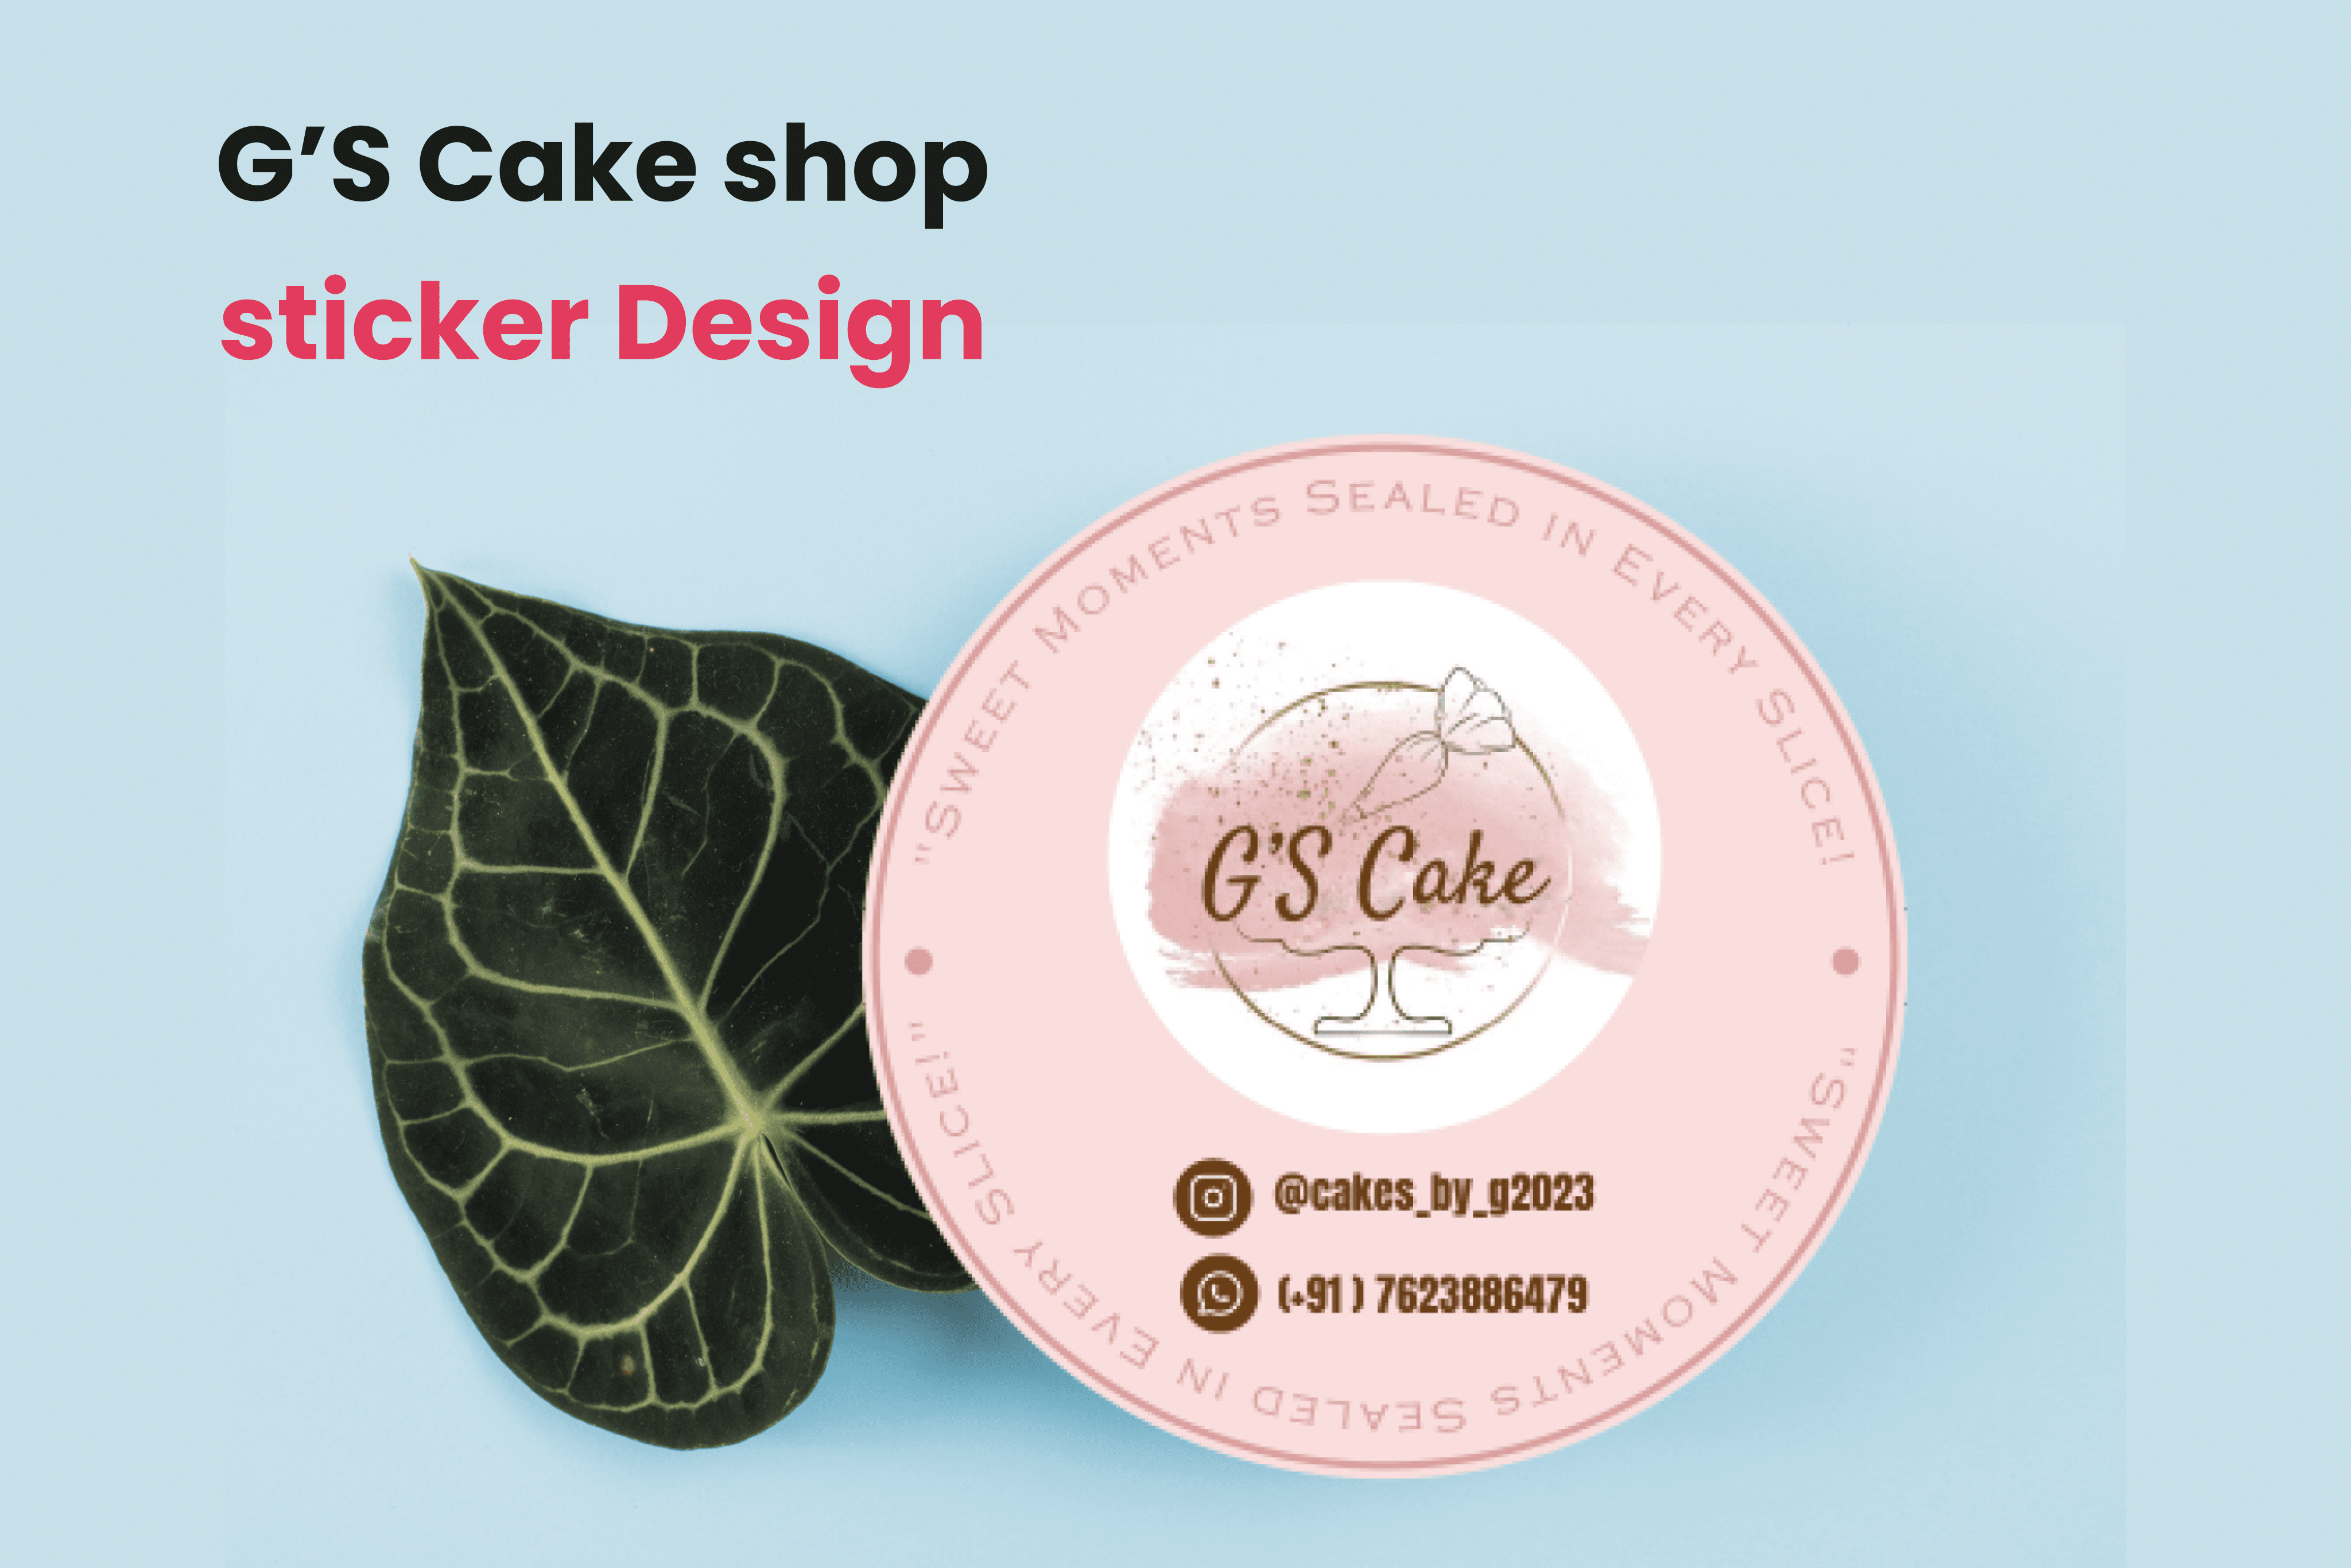 G’S Cake shop
sticker Design
"Sweet Moments Sealed in Every Slice!
G'S Cake
@cakes_by_g2023
(+91 ) 7623886479
"Sweet Moments Sealed in Every Slice!"